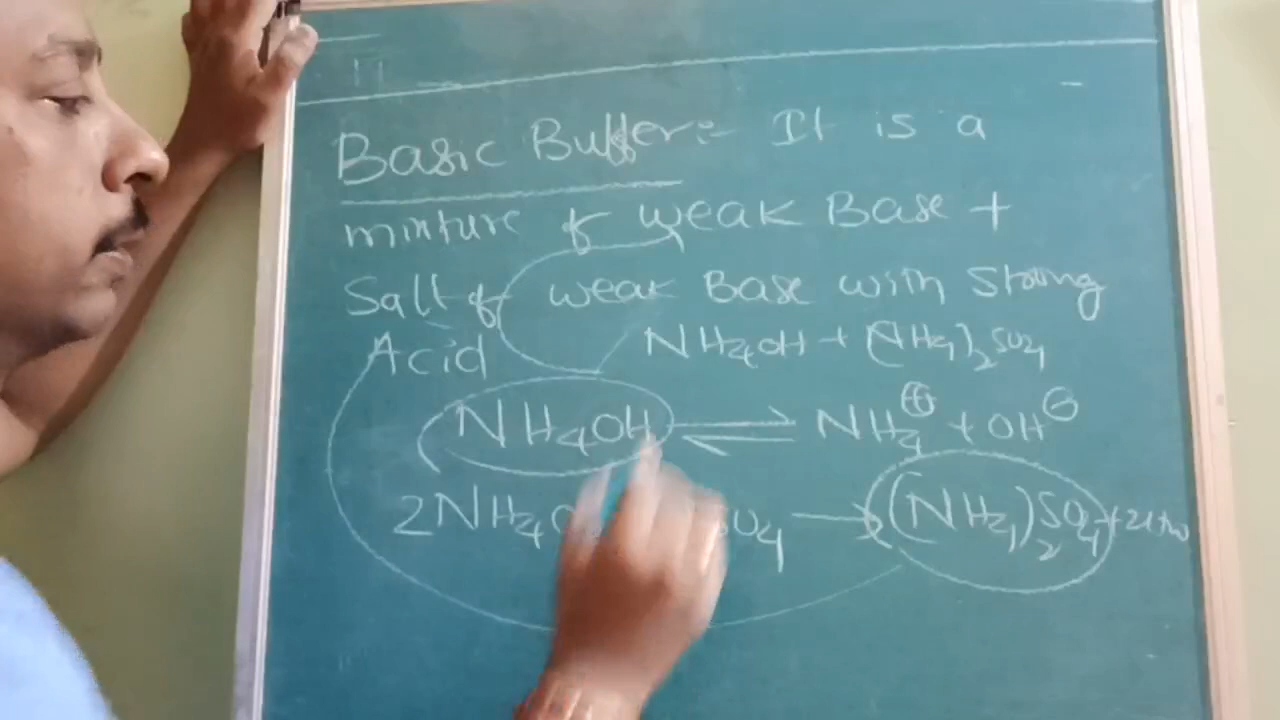 Basic Buffer:- It is a
mixture of weak Base +
Salt of weak Base with Strong
Acid NH4OH + (NH4)2SO4
NH4OH ⇌ NH4⊕ + OH⊖
2NH4 SO4 → (NH4)2SO4 +